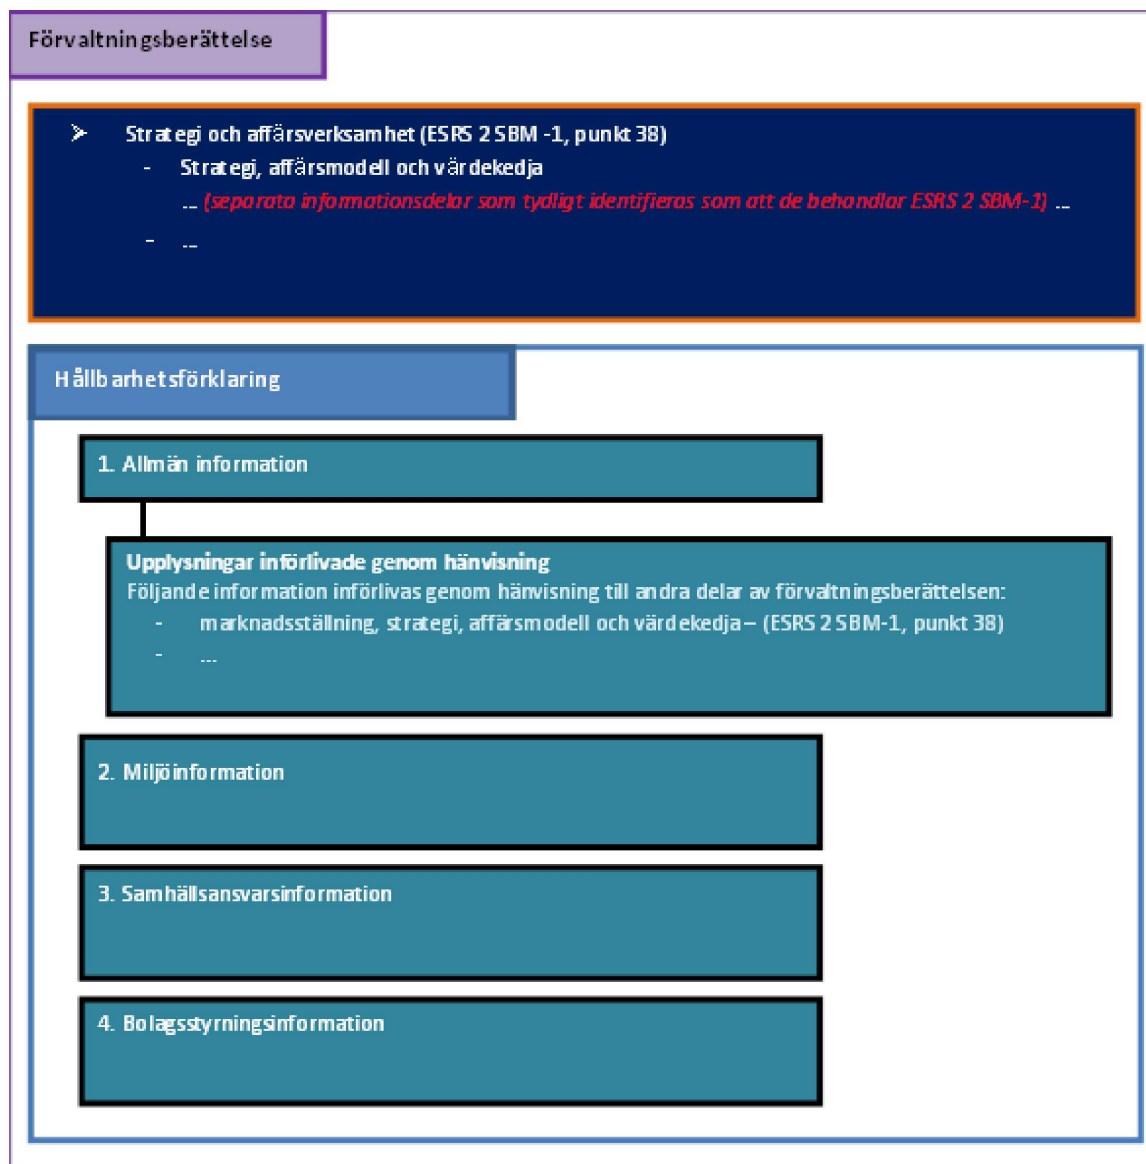 Förvaltningsberättelse
➢ Strategi och affärsverksamhet (ESRS 2 SBM -1, punkt 38)
- Strategi, affärsmodell och värdekedja
... (separata informationsdelar som tydligt identifieras som att de behandlar ESRS 2 SBM-1) ...
- ...
Hållbarhetsförklaring
1. Allmän information
Upplysningar införlivade genom hänvisning
Följande information införlivas genom hänvisning till andra delar av förvaltningsberättelsen:
- marknadsställning, strategi, affärsmodell och värdekedja – (ESRS 2 SBM-1, punkt 38)
- ...
2. Miljöinformation
3. Samhällsansvarsinformation
4. Bolagsstyrningsinformation